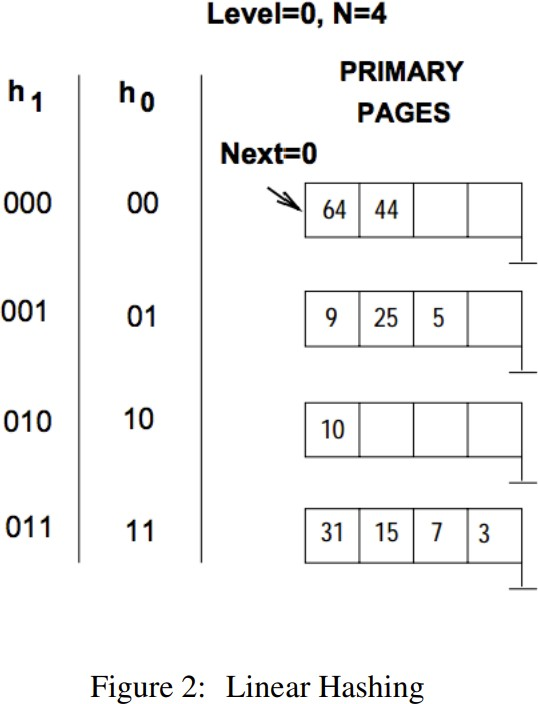 Level=0, N=4
h1 h0 PRIMARY
PAGES
Next=0
000 00 64 44
001 01 9 25 5
010 10 10
011 11 31 15 7 3
Figure 2: Linear Hashing